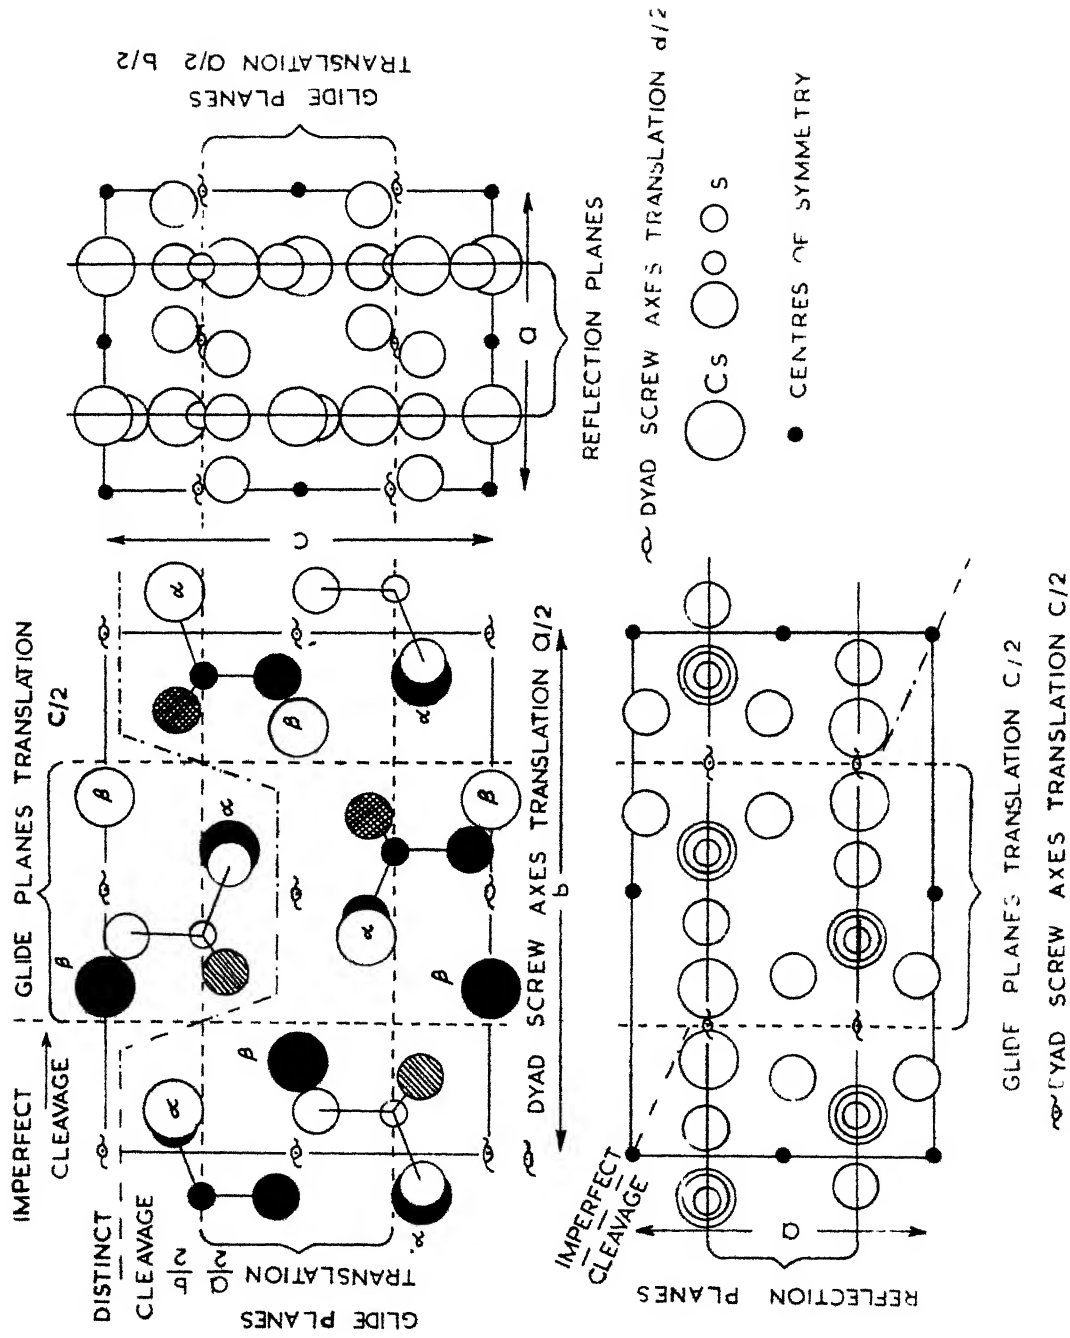 GLIDE PLANES
TRANSLATION a/2 b/2
c
a
REFLECTION PLANES
DYAD SCREW AXES TRANSLATION d/2
Cs
S
CENTRES OF SYMMETRY
IMPERFECT
CLEAVAGE
GLIDE PLANES TRANSLATION
C/2
DISTINCT
CLEAVAGE
GLIDE PLANES
TRANSLATION
a/2
b/2
α
β
β
α
β
α
α
β
β
α
β
α
α
DYAD SCREW AXES TRANSLATION a/2
b
IMPERFECT
CLEAVAGE
a
REFLECTION PLANES
GLIDE PLANES TRANSLATION C/2
DYAD SCREW AXES TRANSLATION C/2